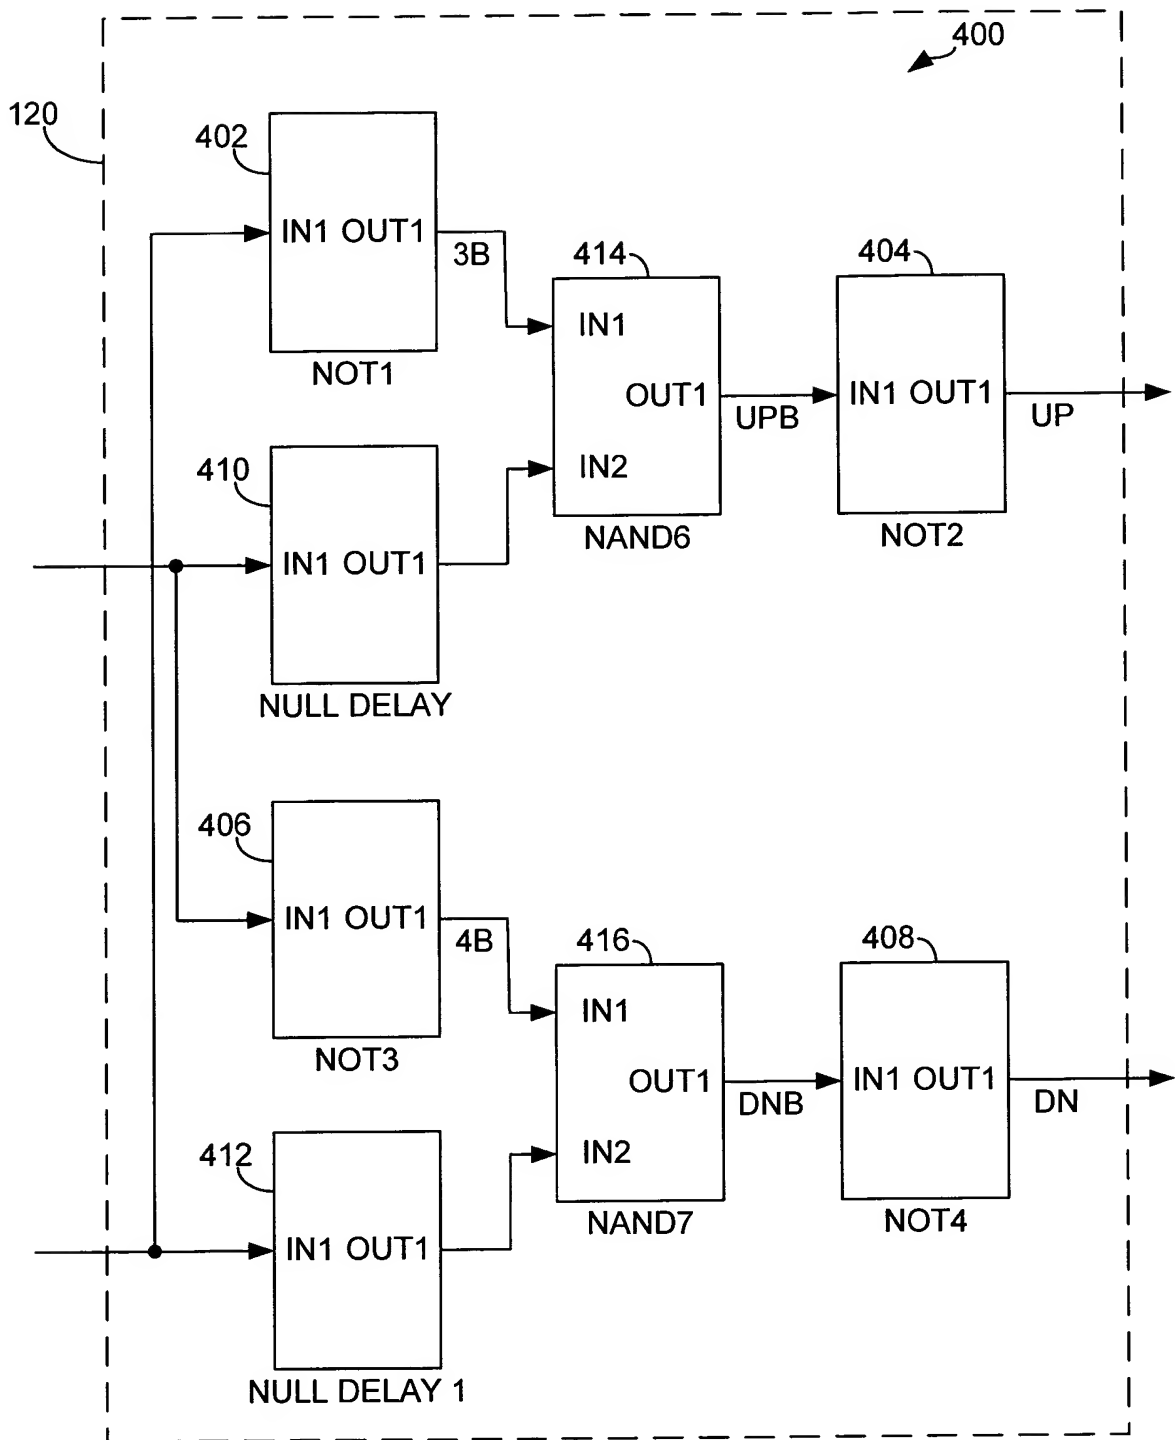 400
120
402
IN1 OUT1
3B
NOT1
414
IN1
OUT1
IN2
NAND6
UPB
404
IN1 OUT1
NOT2
UP
410
IN1 OUT1
NULL DELAY
406
IN1 OUT1
4B
NOT3
416
IN1
OUT1
IN2
NAND7
DNB
408
IN1 OUT1
NOT4
DN
412
IN1 OUT1
NULL DELAY 1